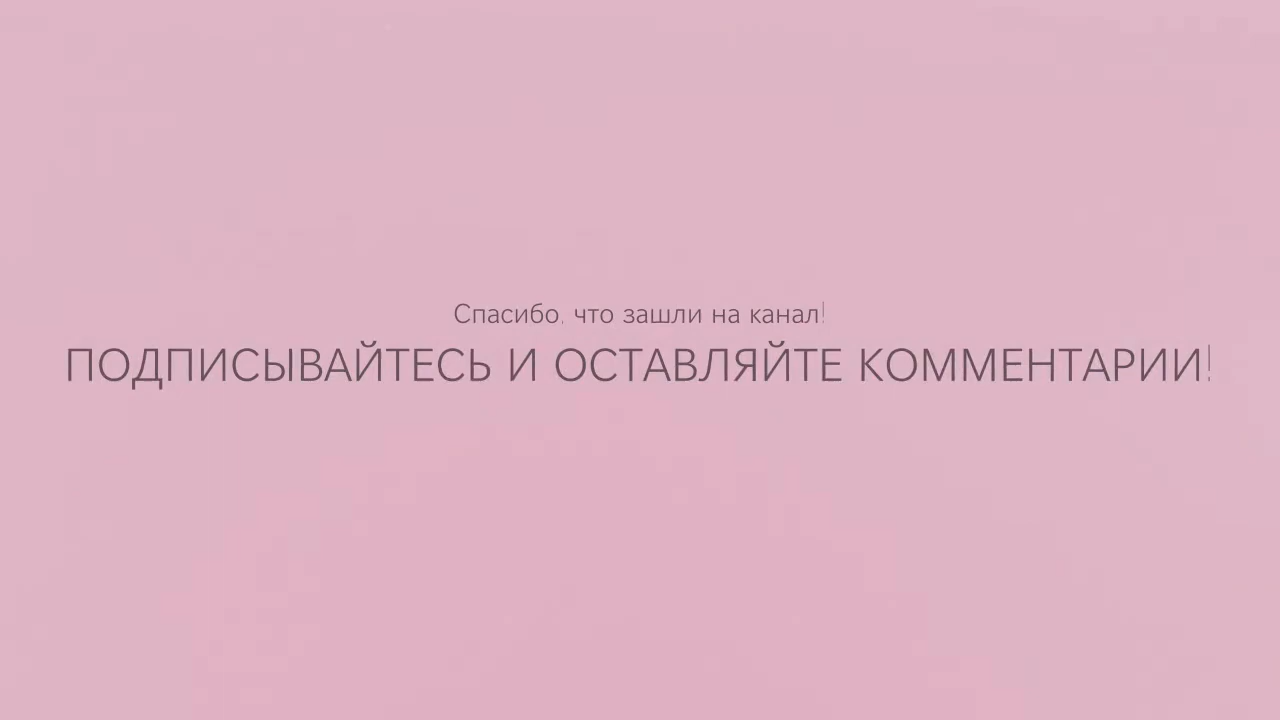 Спасибо, что зашли на канал!
ПОДПИСЫВАЙТЕСЬ И ОСТАВЛЯЙТЕ КОММЕНТАРИИ!